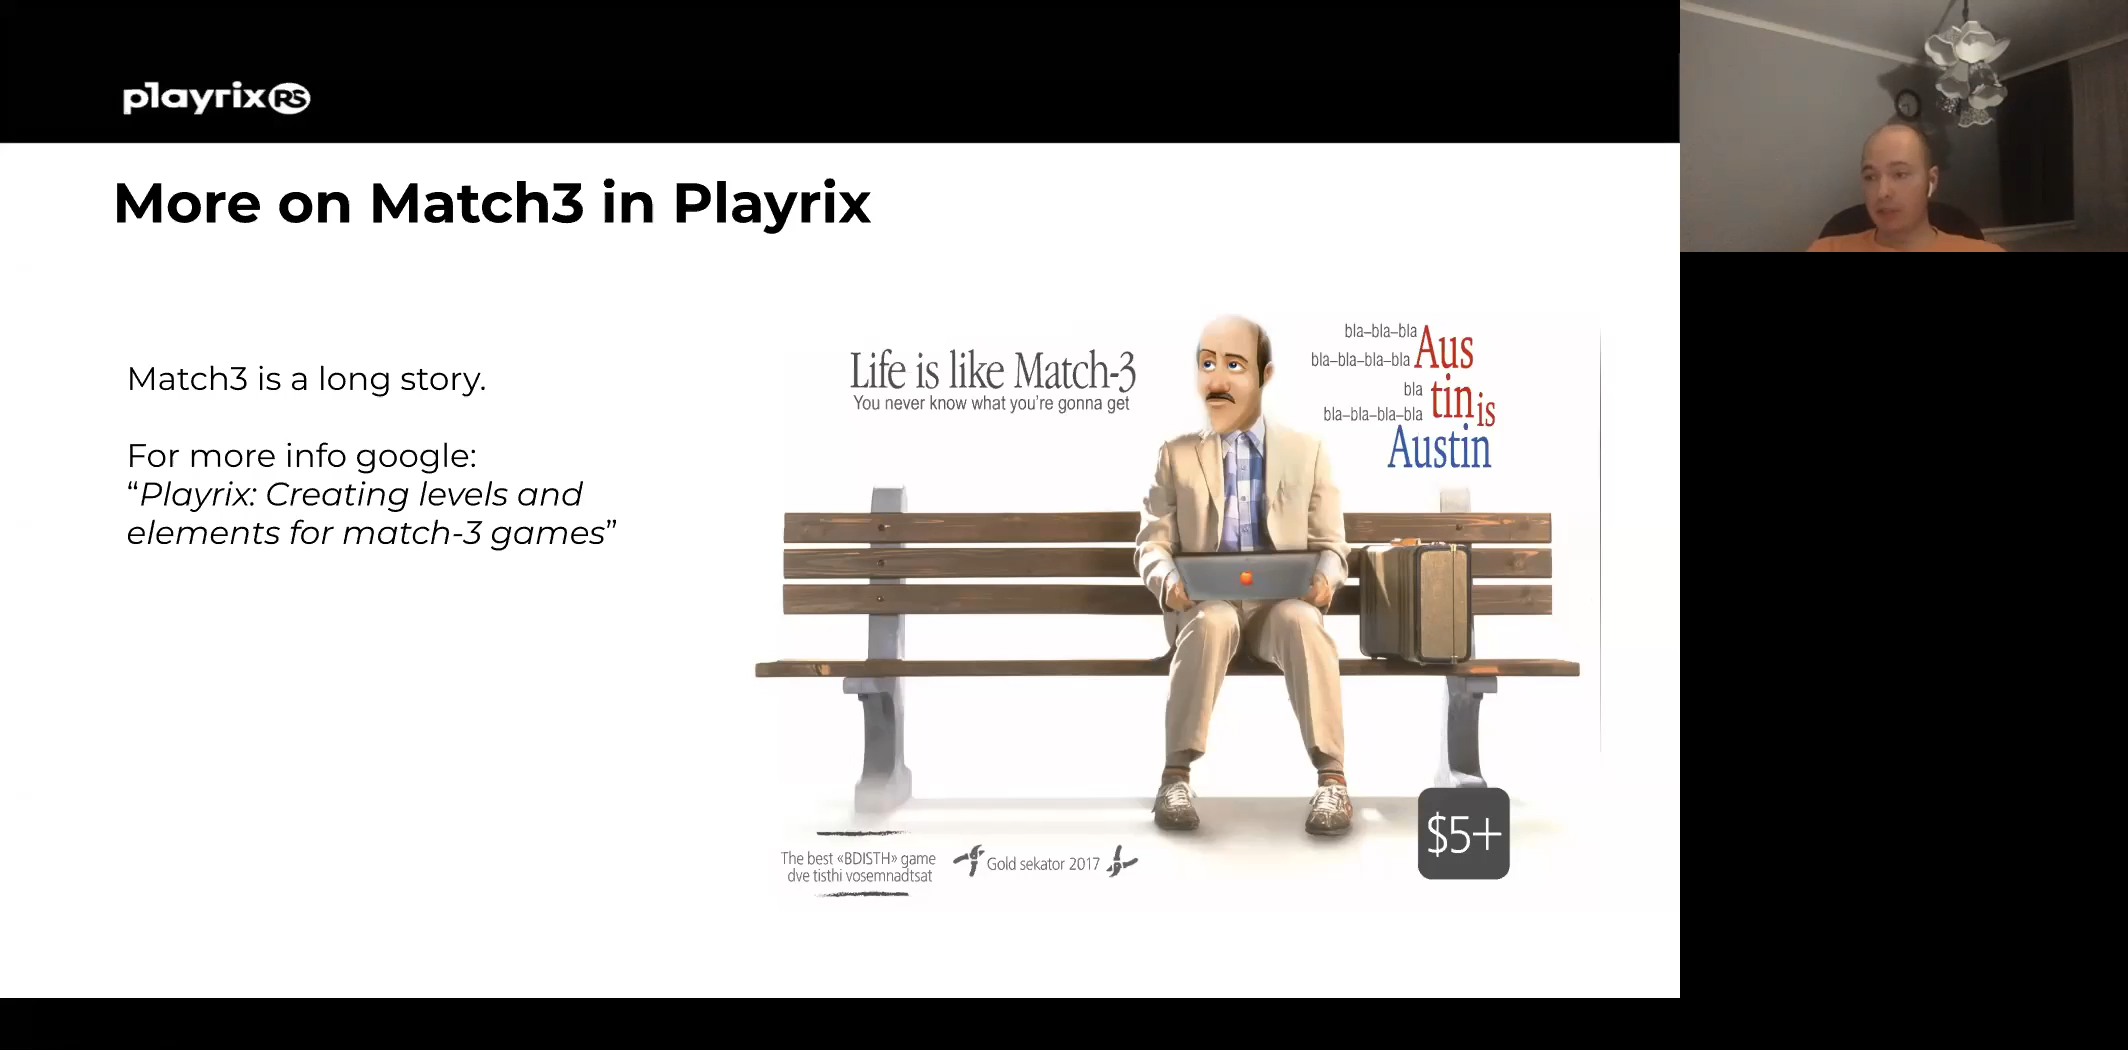 playrix RS
More on Match3 in Playrix
Match3 is a long story.
For more info google:
“Playrix: Creating levels and
elements for match-3 games”
Life is like Match-3
You never know what you're gonna get
bla–bla–bla Aus
bla–bla–bla–bla
bla tin is
bla–bla–bla–bla
Austin
The best «BDISTH» game
dve tisthi vosemnadtsat
Gold sekator 2017
$5+